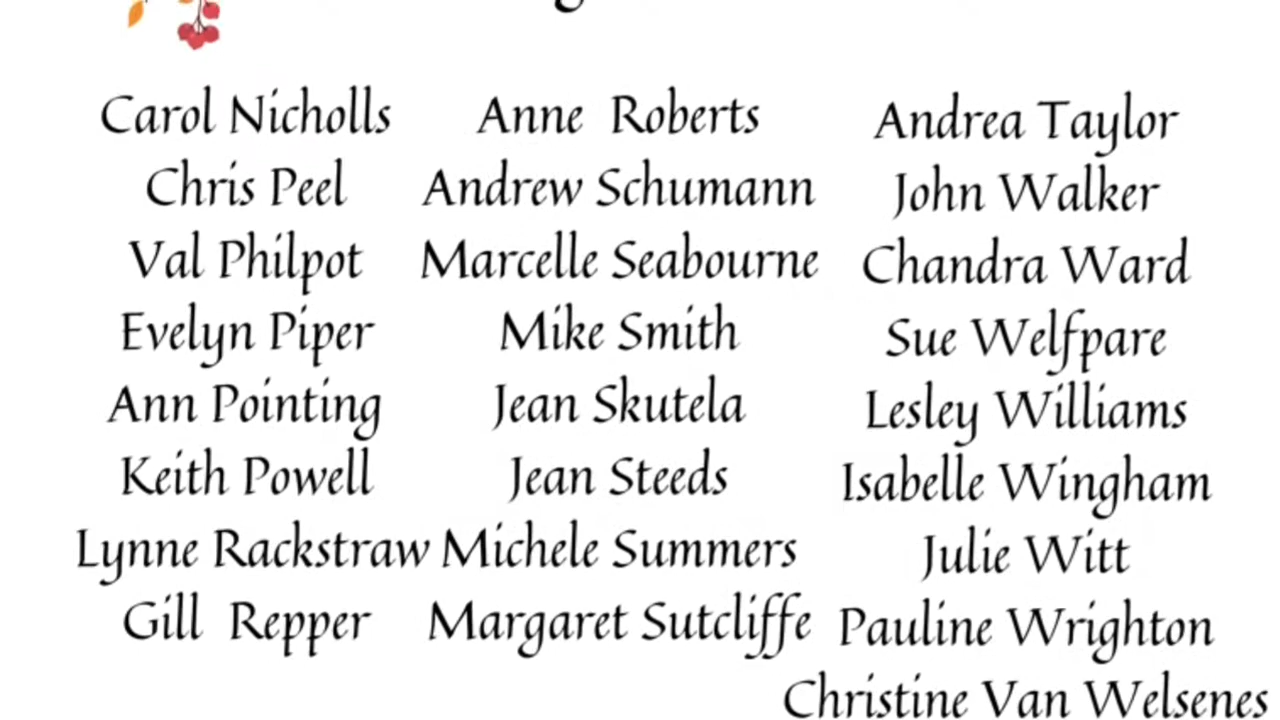 Carol Nicholls
Chris Peel
Val Philpot
Evelyn Piper
Ann Pointing
Keith Powell
Lynne Rackstraw
Gill Repper
Anne Roberts
Andrew Schumann
Marcelle Seabourne
Mike Smith
Jean Skutela
Jean Steeds
Michele Summers
Margaret Sutcliffe
Andrea Taylor
John Walker
Chandra Ward
Sue Welfpare
Lesley Williams
Isabelle Wingham
Julie Witt
Pauline Wrighton
Christine Van Welsenes